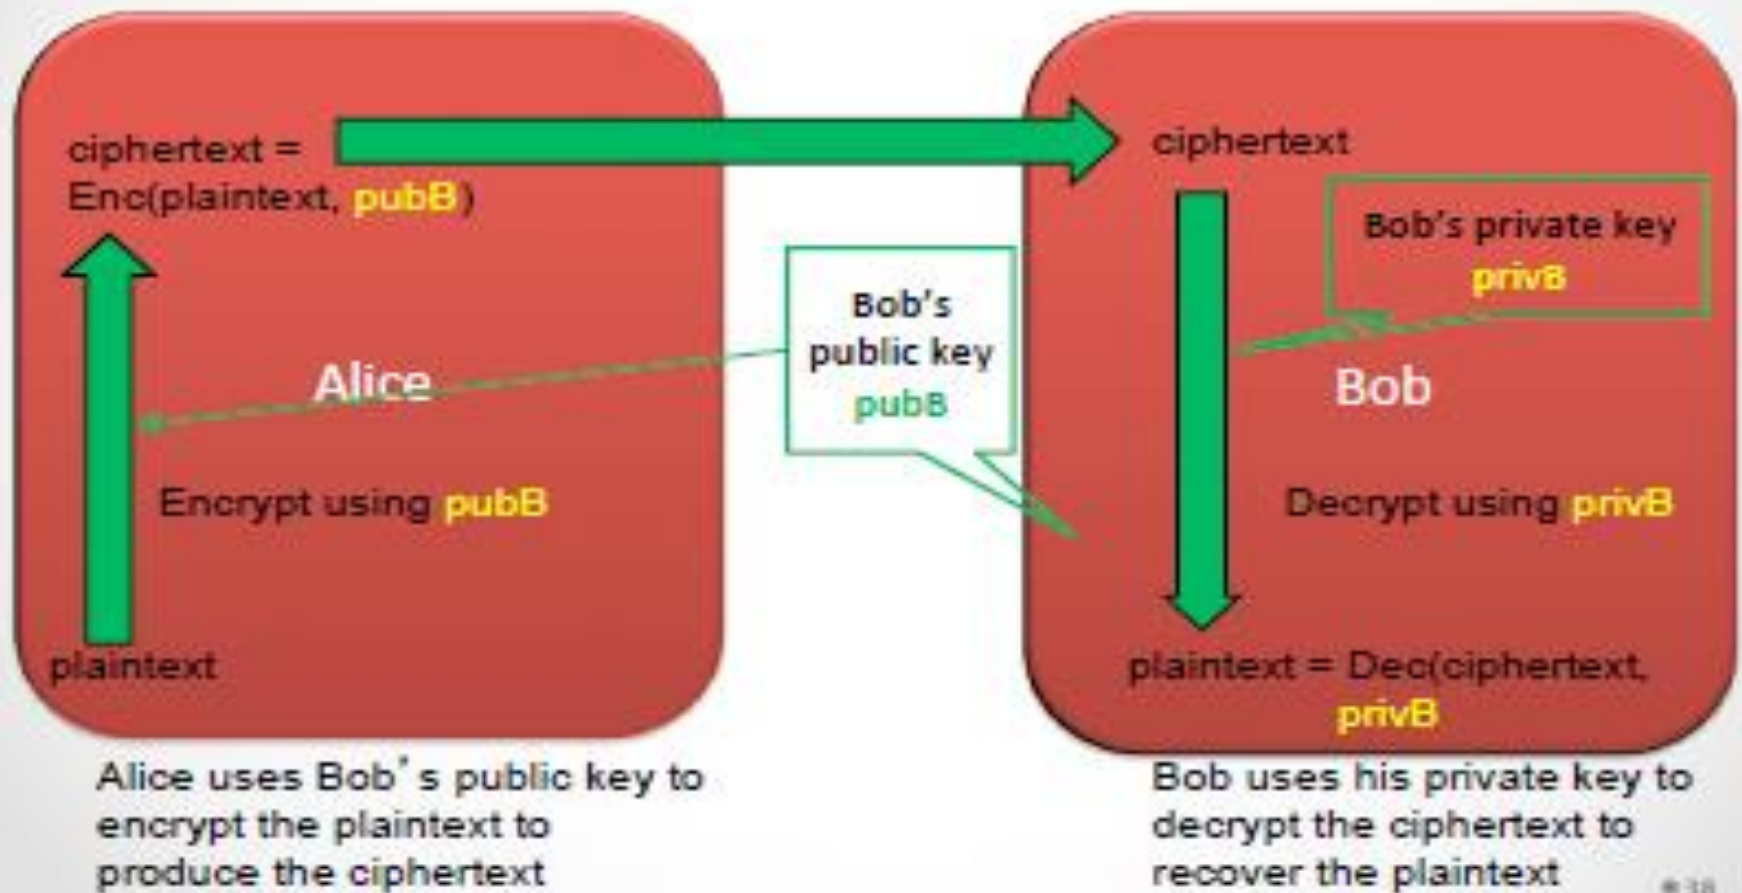 ciphertext =
Enc(plaintext, pubB)
Alice
Encrypt using pubB
plaintext
Bob's
public key
pubB
ciphertext
Bob's private key
privB
Bob
Decrypt using privB
plaintext = Dec(ciphertext,
privB
Alice uses Bob's public key to
encrypt the plaintext to
produce the ciphertext
Bob uses his private key to
decrypt the ciphertext to
recover the plaintext